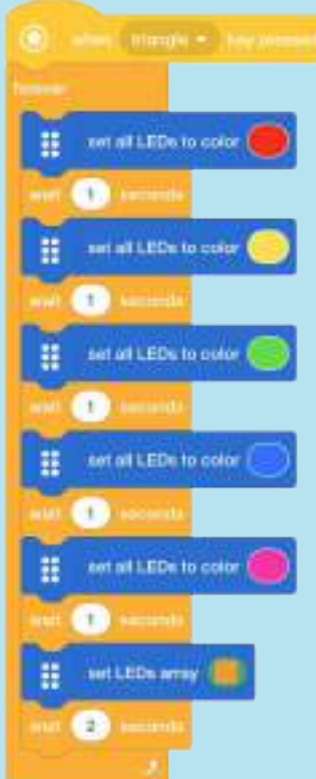 when triangle key pressed
forever
set all LEDs to color
wait 1 seconds
set all LEDs to color
wait 1 seconds
set all LEDs to color
wait 1 seconds
set all LEDs to color
wait 1 seconds
set all LEDs to color
wait 1 seconds
set LEDs array
wait 2 seconds